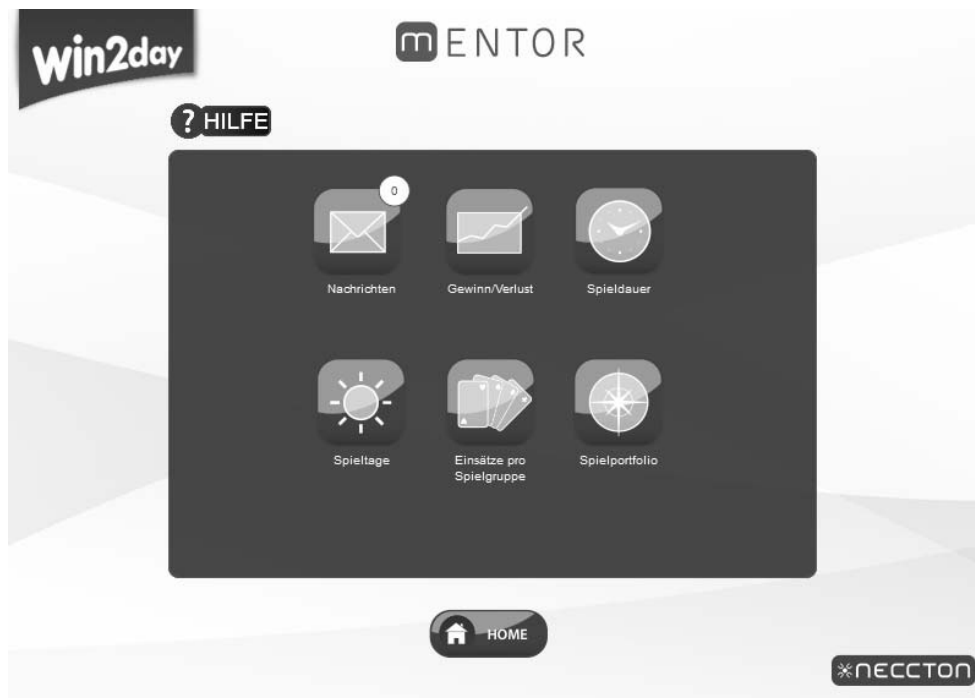 win2day
mENTOR
? HILFE
0
Nachrichten
Gewinn/Verlust
Spieldauer
Spieltage
Einsätze pro
Spielgruppe
Spielportfolio
HOME
NECCTON